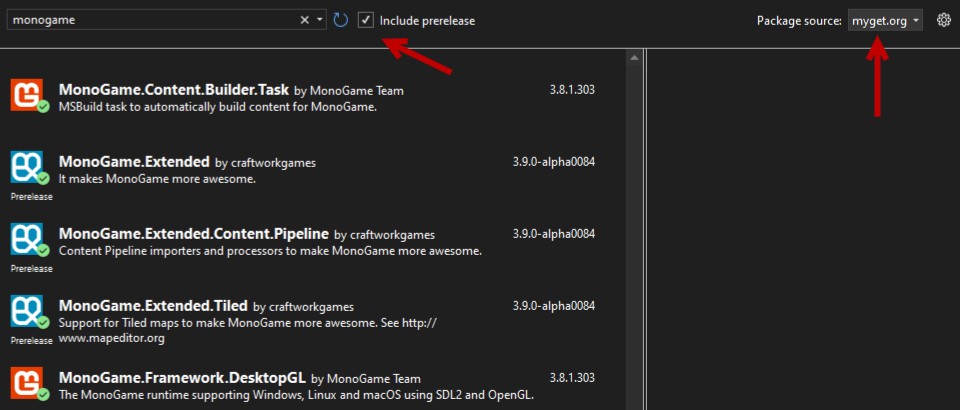 monogame
Include prerelease
Package source: myget.org
MonoGame.Content.Builder.Task by MonoGame Team 3.8.1.303
MSBuild task to automatically build content for MonoGame.
MonoGame.Extended by craftworkgames 3.9.0-alpha0084
It makes MonoGame more awesome.
Prerelease
MonoGame.Extended.Content.Pipeline by craftworkgames 3.9.0-alpha0084
Content Pipeline importers and processors to make MonoGame more awesome.
Prerelease
MonoGame.Extended.Tiled by craftworkgames 3.9.0-alpha0084
Support for Tiled maps to make MonoGame more awesome. See http://
www.mapeditor.org
Prerelease
MonoGame.Framework.DesktopGL by MonoGame Team 3.8.1.303
The MonoGame runtime supporting Windows, Linux and macOS using SDL2 and OpenGL.